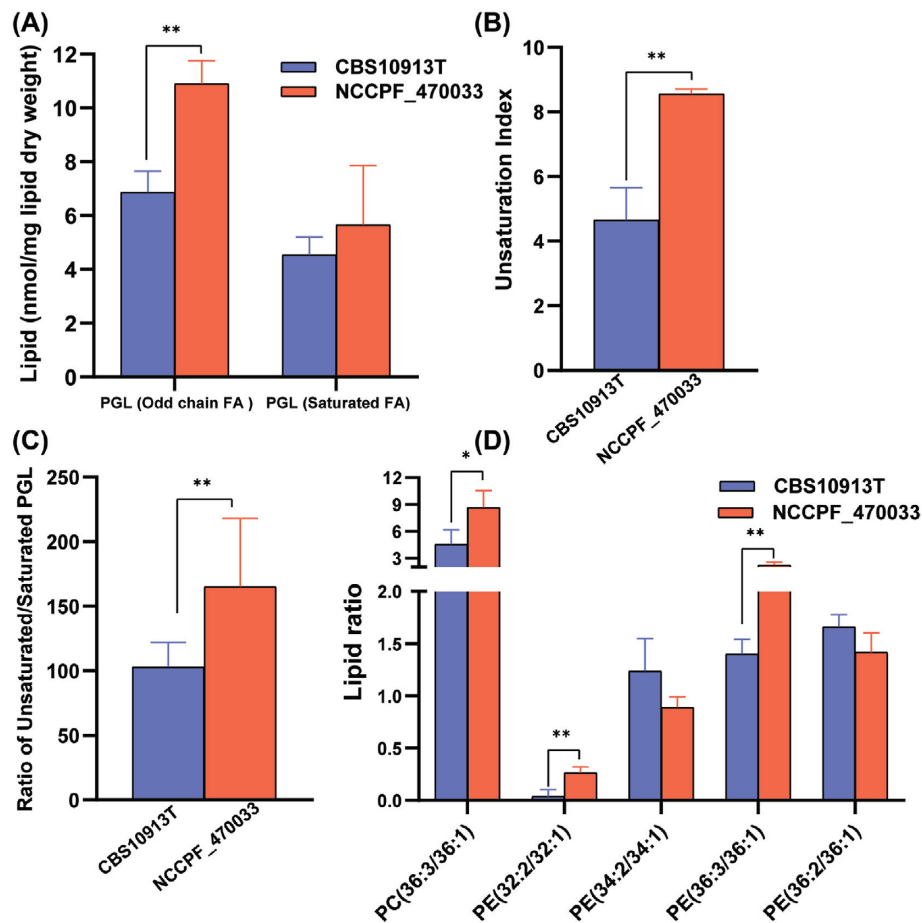 (A)
**
Lipid (nmol/mg lipid dry weight)
12
10
8
6
4
2
0
CBS10913T
NCCPF_470033
PGL (Odd chain FA )
PGL (Saturated FA)
(B)
**
Unsaturation Index
10
8
6
4
2
0
CBS10913T
NCCPF_470033
(C)
**
Ratio of Unsaturated/Saturated PGL
250
200
150
100
50
0
CBS10913T
NCCPF_470033
(D)
Lipid ratio
12
9
6
3
2.0
1.5
1.0
0.5
0.0
*
**
**
CBS10913T
NCCPF_470033
PC(36:3/36:1)
PE(32:2/32:1)
PE(34:2/34:1)
PE(36:3/36:1)
PE(36:2/36:1)